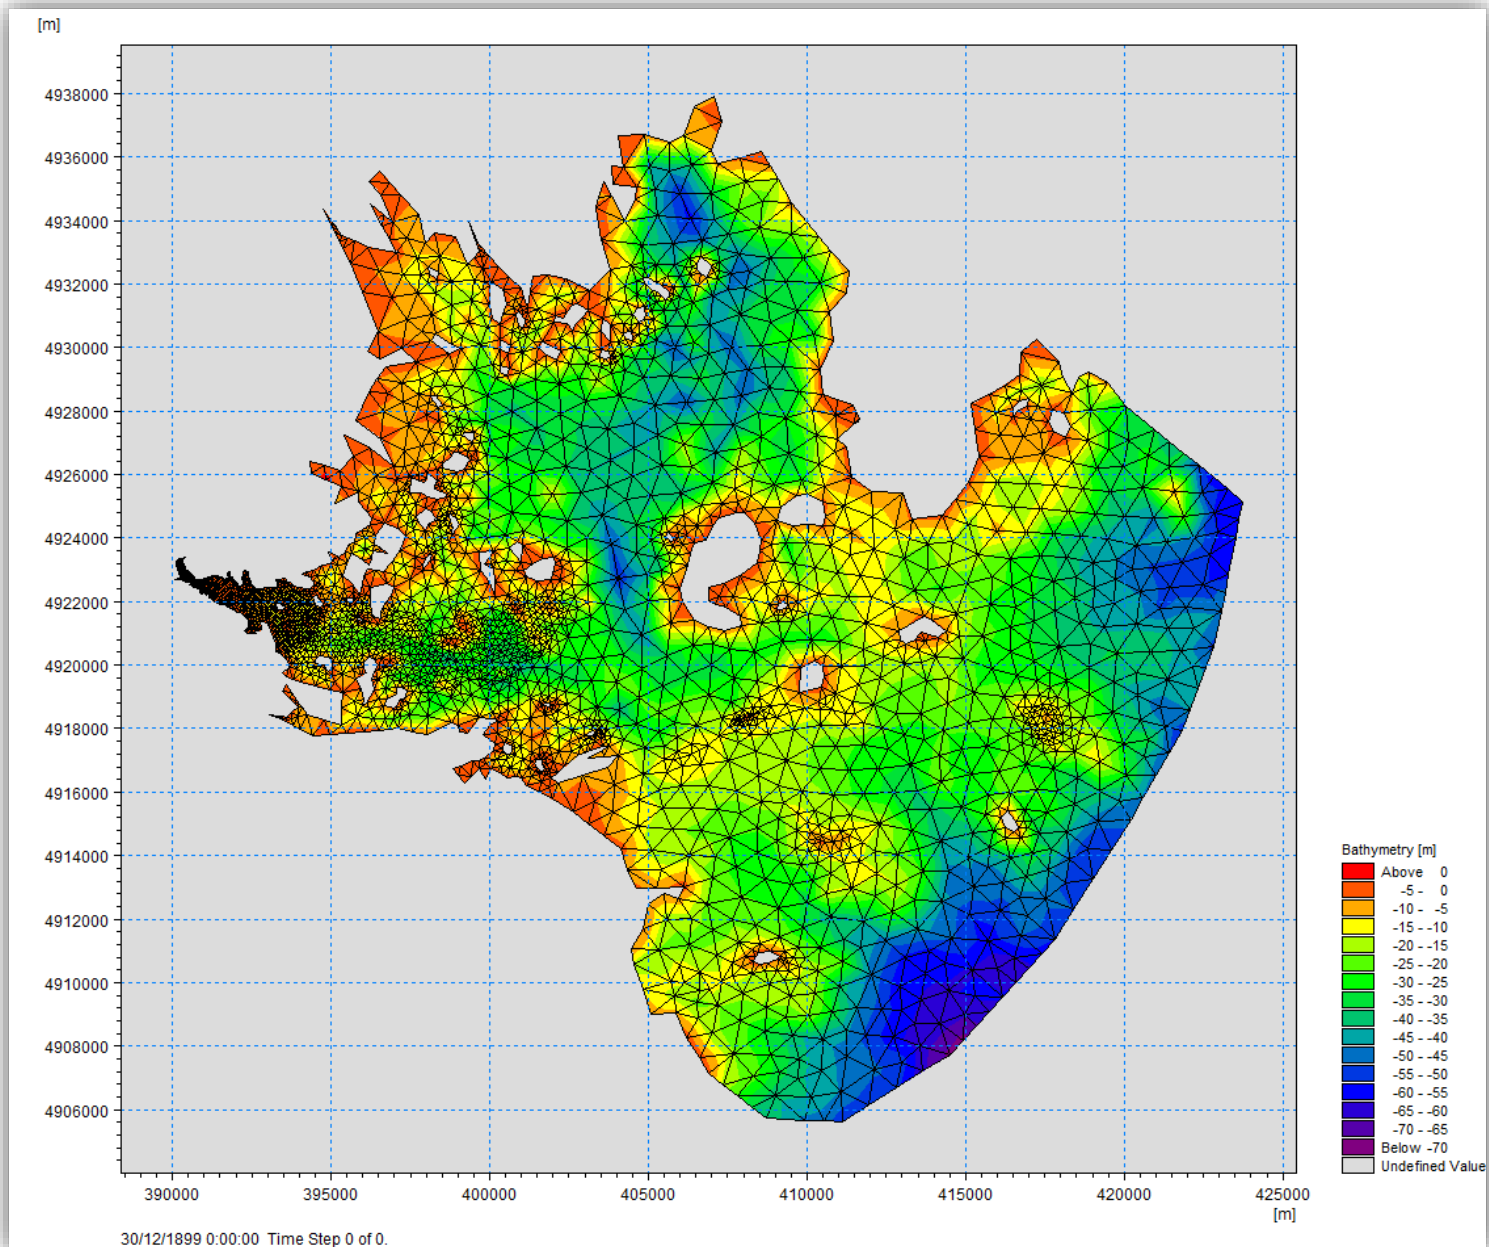 [m]
4938000
4936000
4934000
4932000
4930000
4928000
4926000
4924000
4922000
4920000
4918000
4916000
4914000
4912000
4910000
4908000
4906000
390000 395000 400000 405000 410000 415000 420000 425000
[m]
30/12/1899 0:00:00 Time Step 0 of 0.
Bathymetry [m]
Above 0
-5 - 0
-10 - -5
-15 - -10
-20 - -15
-25 - -20
-30 - -25
-35 - -30
-40 - -35
-45 - -40
-50 - -45
-55 - -50
-60 - -55
-65 - -60
-70 - -65
Below -70
Undefined Value